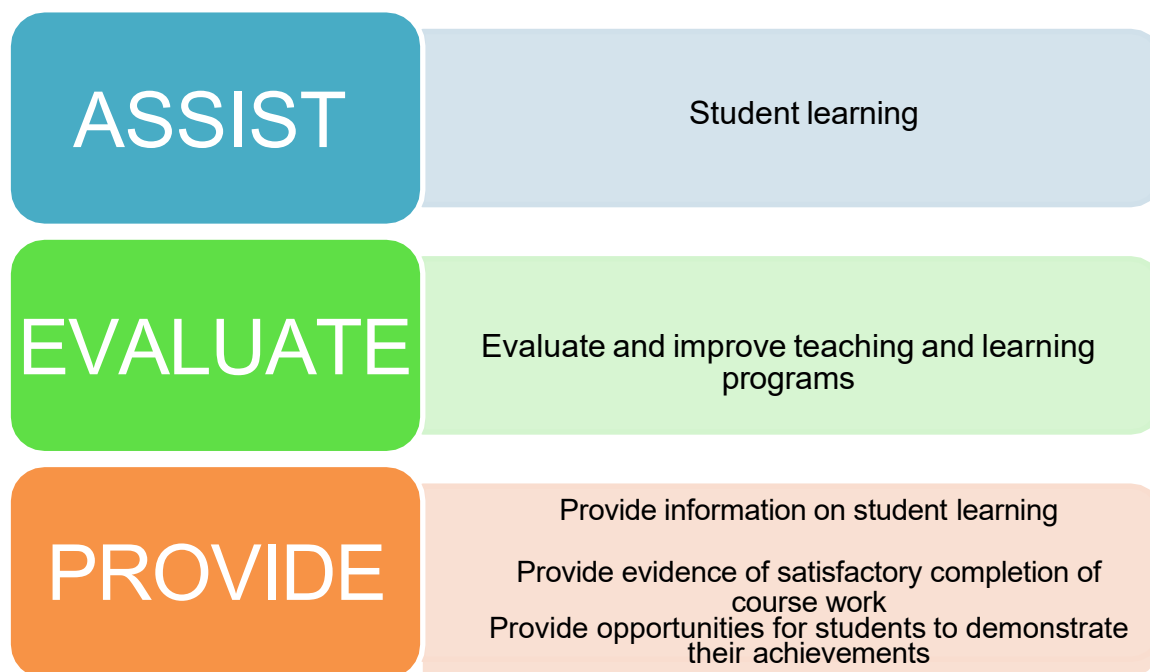 ASSIST
Student learning
EVALUATE
Evaluate and improve teaching and learning
programs
PROVIDE
Provide information on student learning
Provide evidence of satisfactory completion of
course work
Provide opportunities for students to demonstrate
their achievements